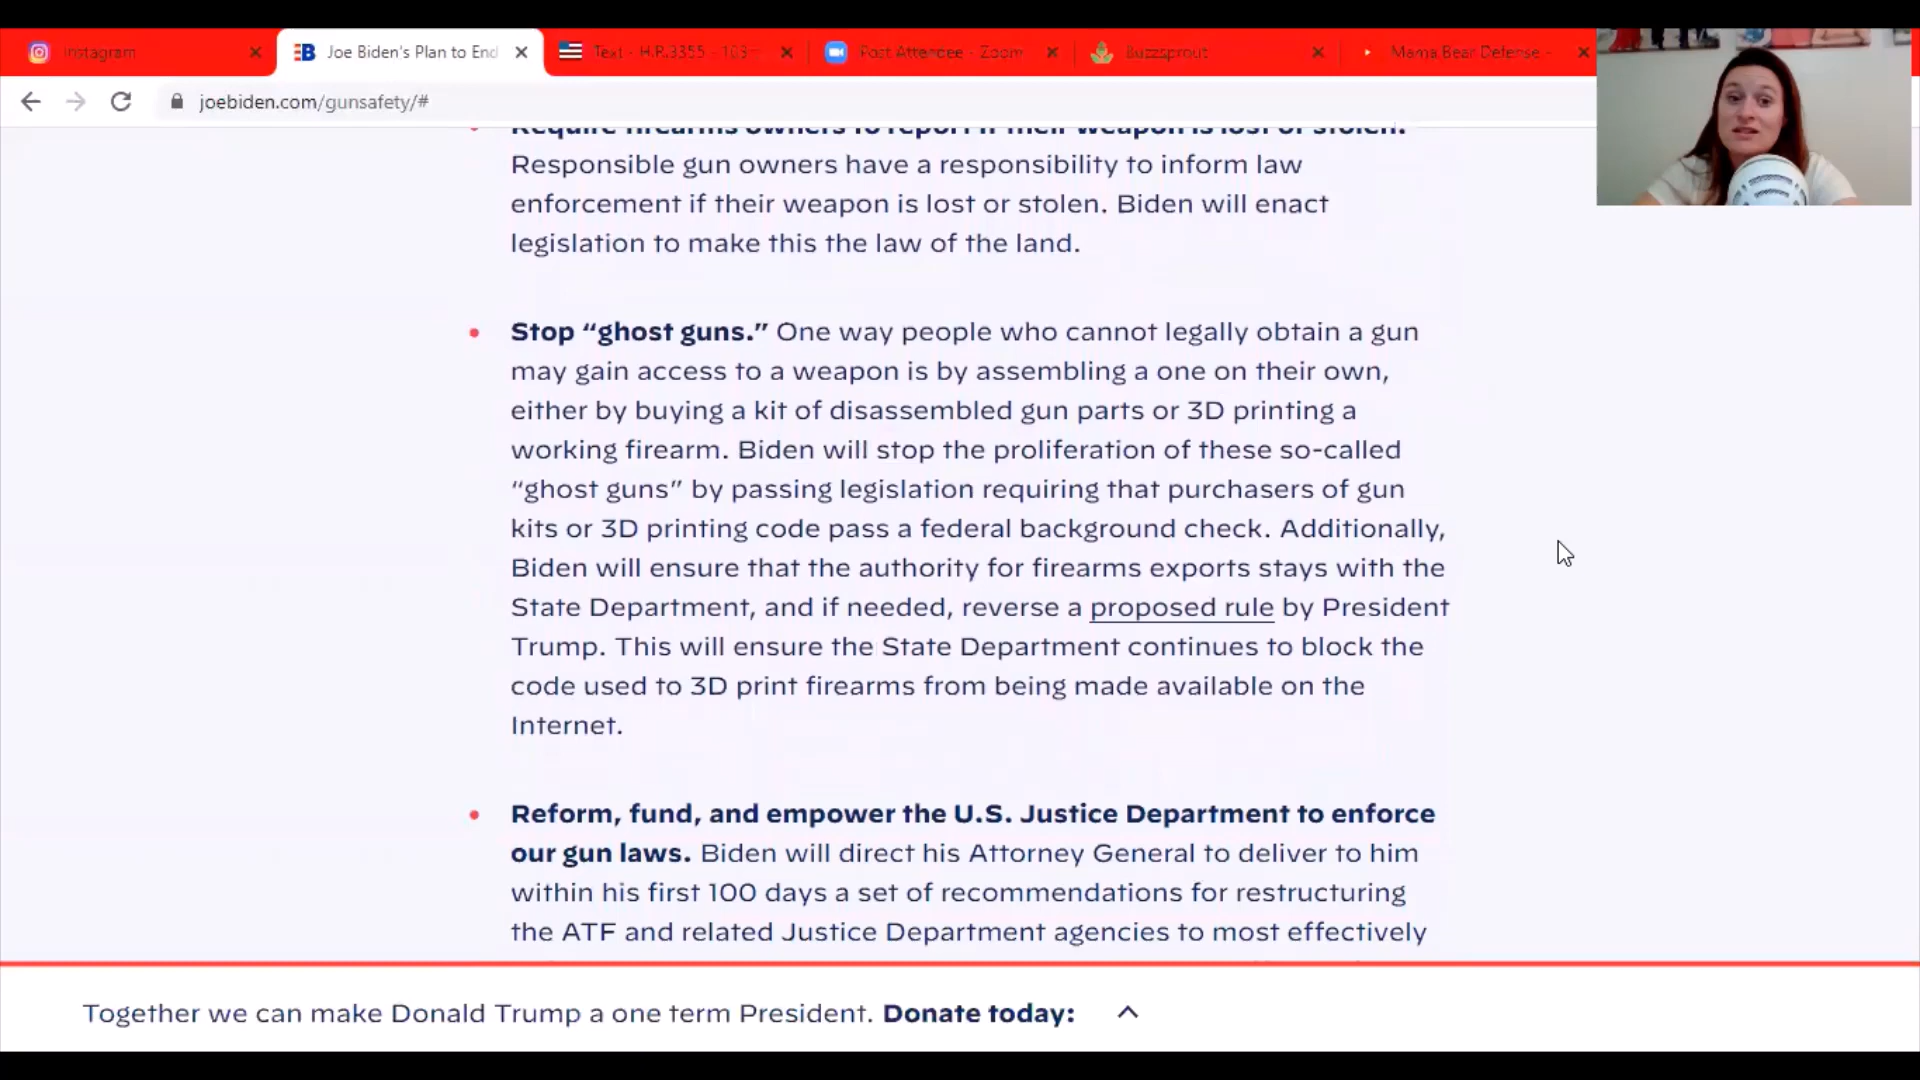 Instagram
Joe Biden's Plan to End
Text - H.R.3355 - 103
Post Attendee - Zoom
Buzzsprout
Mama Bear Defense -
joebiden.com/gunsafety/#
Require firearms owners to report if their weapon is lost or stolen.
Responsible gun owners have a responsibility to inform law
enforcement if their weapon is lost or stolen. Biden will enact
legislation to make this the law of the land.
Stop “ghost guns.” One way people who cannot legally obtain a gun
may gain access to a weapon is by assembling a one on their own,
either by buying a kit of disassembled gun parts or 3D printing a
working firearm. Biden will stop the proliferation of these so-called
“ghost guns” by passing legislation requiring that purchasers of gun
kits or 3D printing code pass a federal background check. Additionally,
Biden will ensure that the authority for firearms exports stays with the
State Department, and if needed, reverse a proposed rule by President
Trump. This will ensure the State Department continues to block the
code used to 3D print firearms from being made available on the
Internet.
Reform, fund, and empower the U.S. Justice Department to enforce
our gun laws. Biden will direct his Attorney General to deliver to him
within his first 100 days a set of recommendations for restructuring
the ATF and related Justice Department agencies to most effectively
Together we can make Donald Trump a one term President. Donate today: